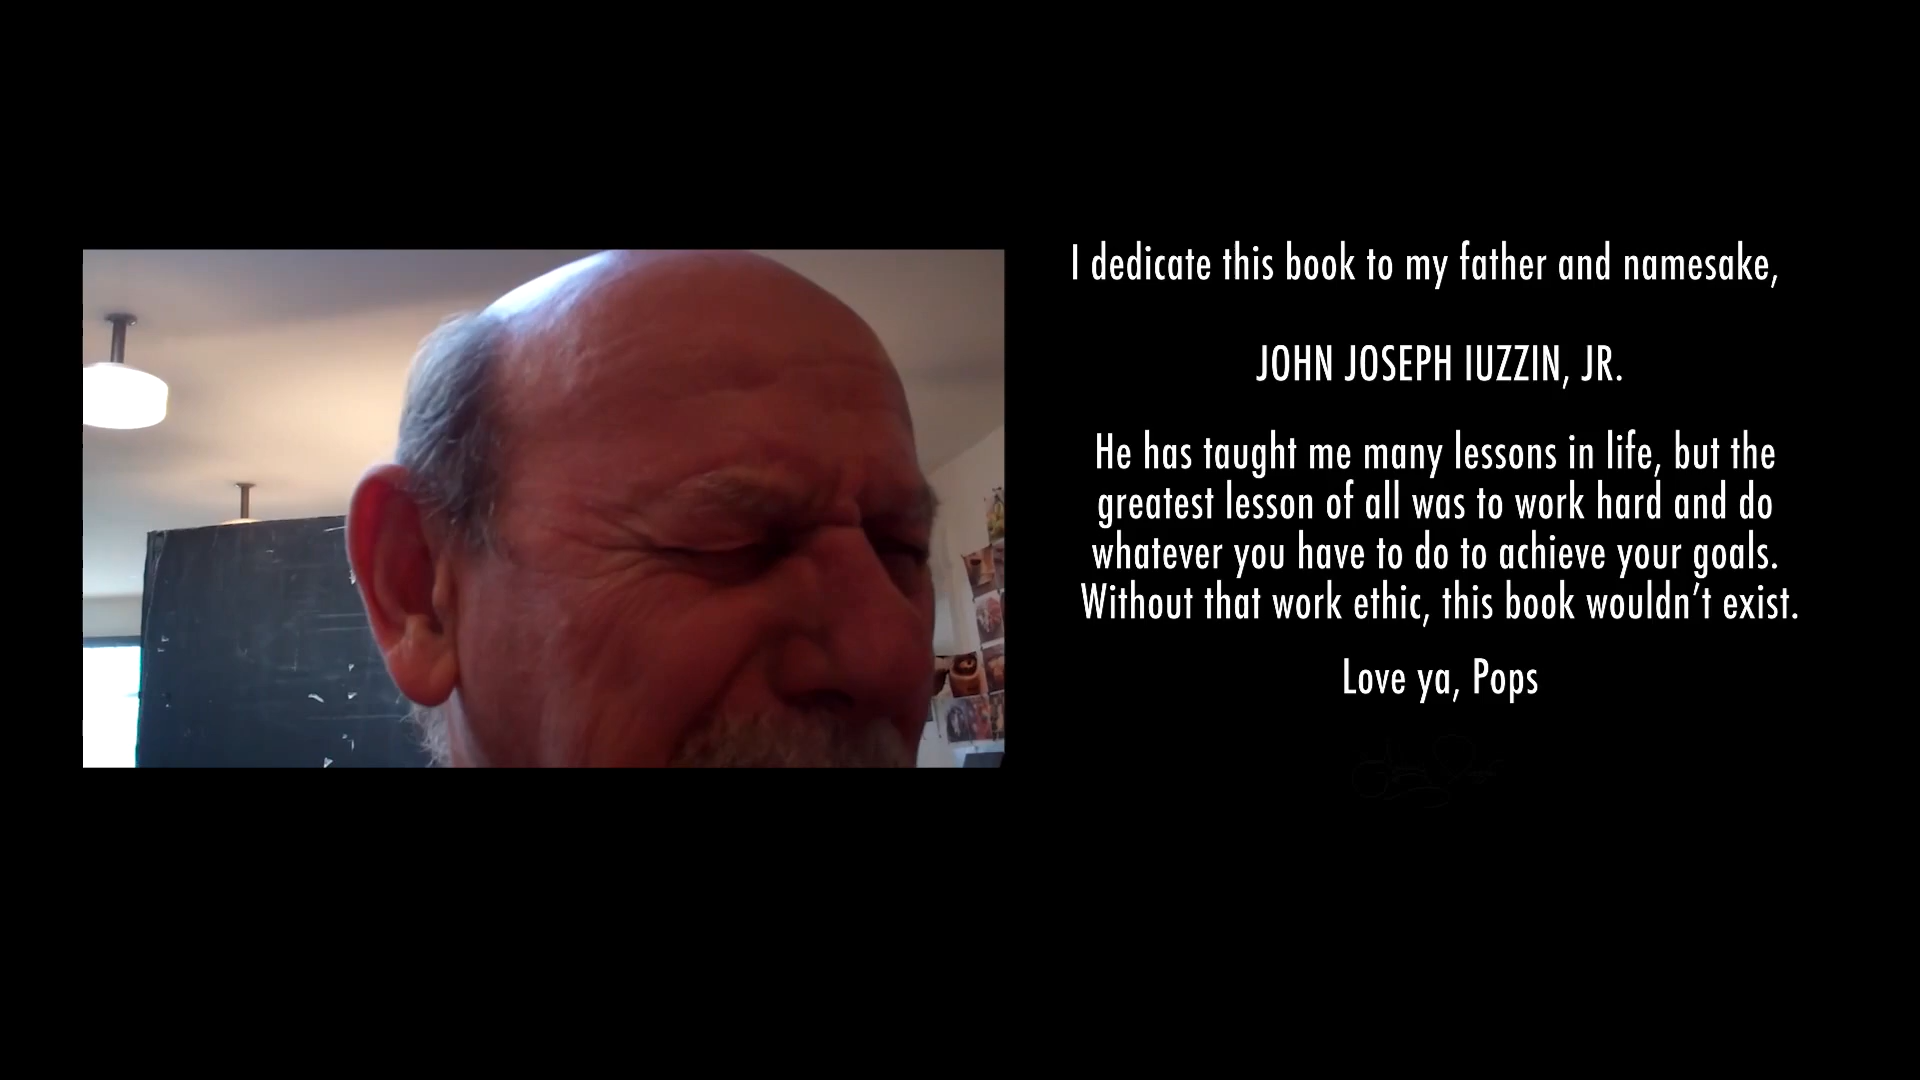 I dedicate this book to my father and namesake,
JOHN JOSEPH IUZZIN, JR.
He has taught me many lessons in life, but the
greatest lesson of all was to work hard and do
whatever you have to do to achieve your goals.
Without that work ethic, this book wouldn’t exist.
Love ya, Pops